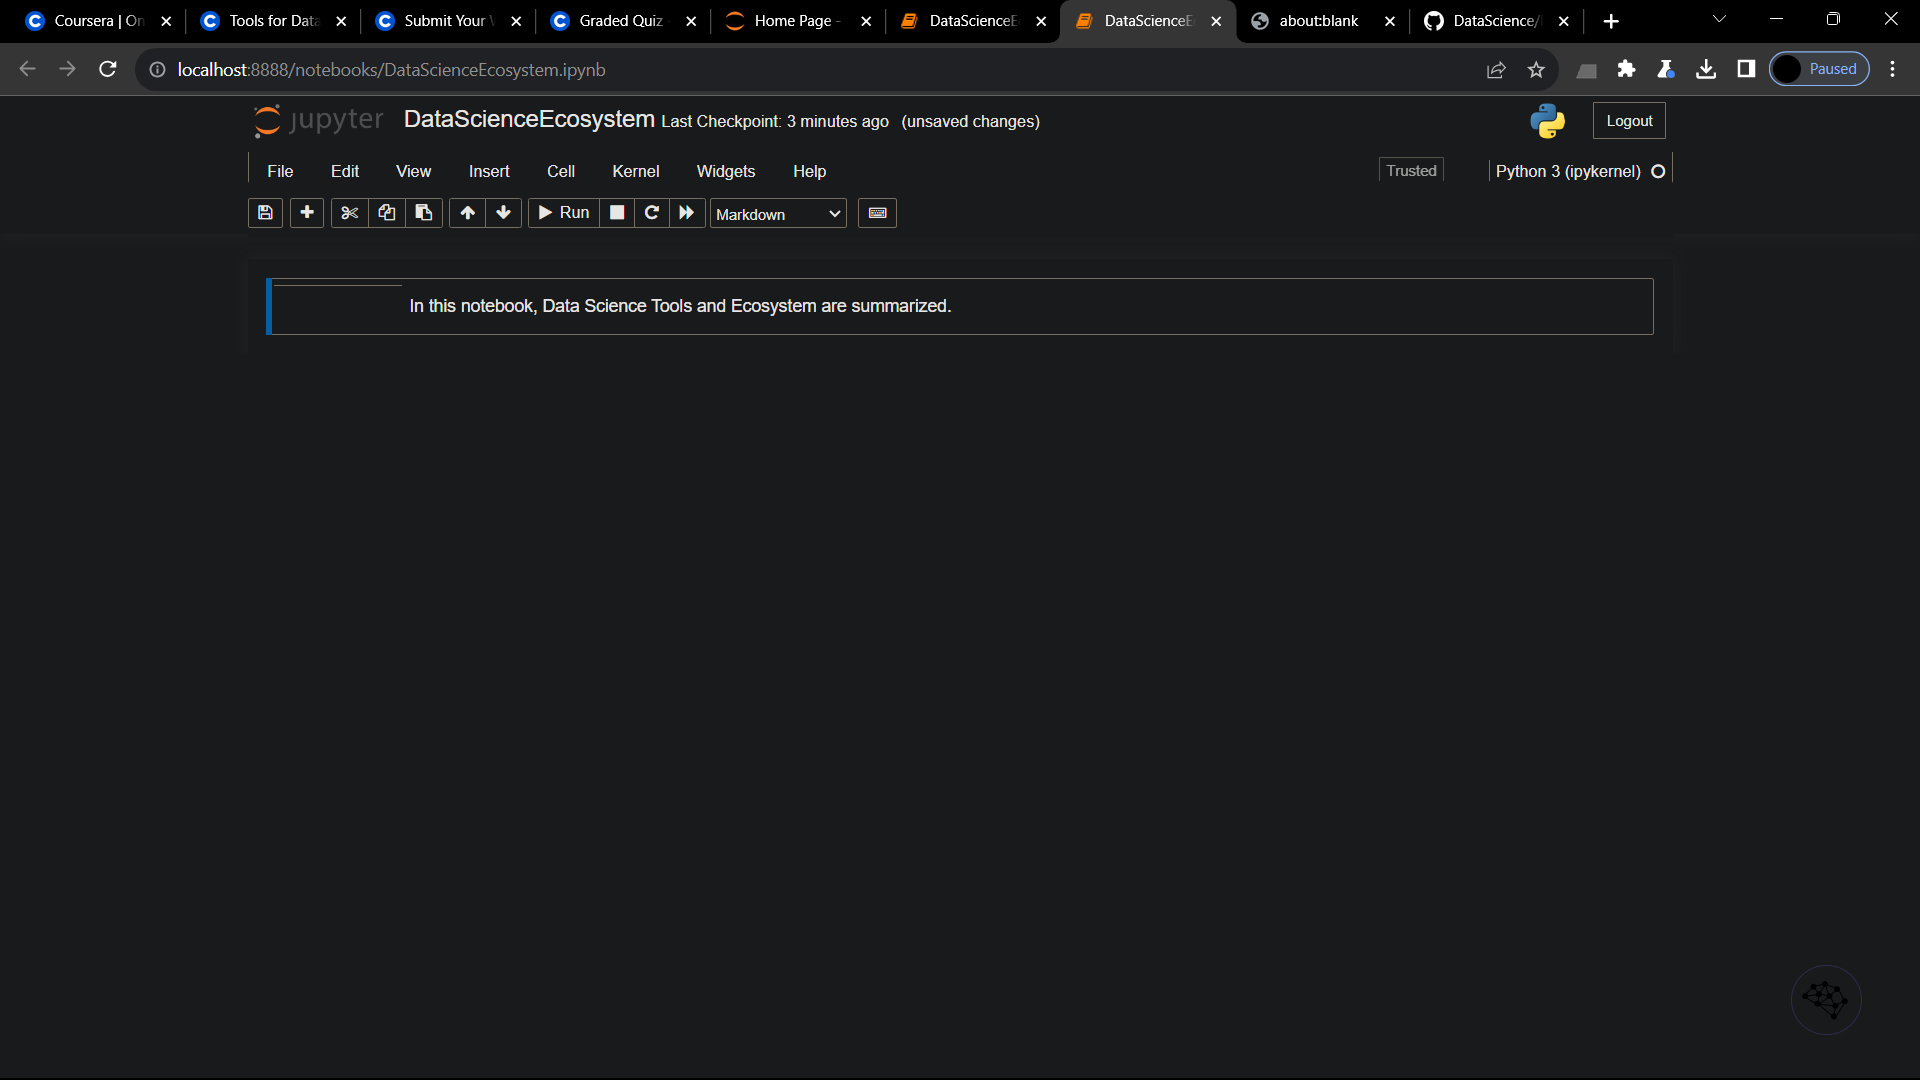 Coursera | On
Tools for Data
Submit Your
Graded Quiz
Home Page -
DataScienceE
DataScienceE
about:blank
DataScience/
localhost:8888/notebooks/DataScienceEcosystem.ipynb
Paused
jupyter DataScienceEcosystem Last Checkpoint: 3 minutes ago (unsaved changes)
Logout
File Edit View Insert Cell Kernel Widgets Help
Trusted
Python 3 (ipykernel)
Run
Markdown
In this notebook, Data Science Tools and Ecosystem are summarized.